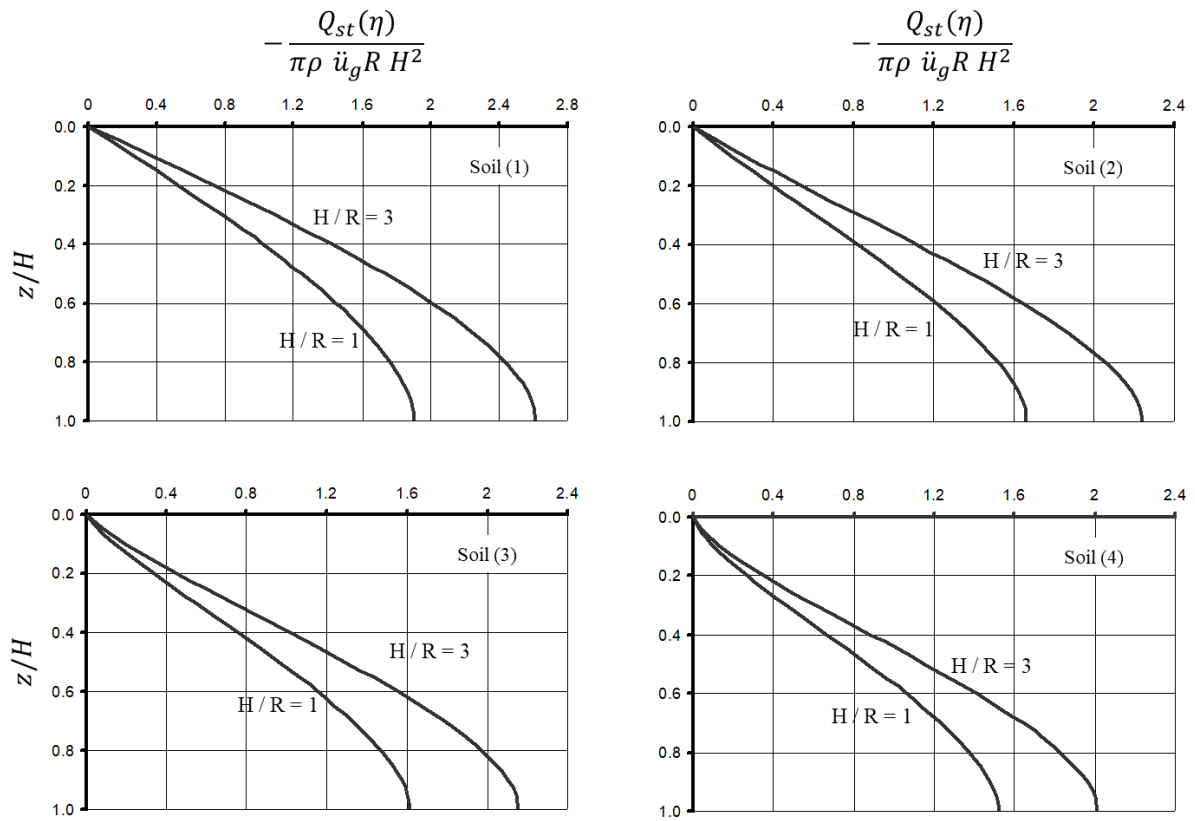 −Q_st(η)/πρ ü_g R H²
−Q_st(η)/πρ ü_g R H²
0 0.4 0.8 1.2 1.6 2 2.4 2.8
0.0
0.2
0.4
0.6
0.8
1.0
z/H
Soil (1)
H / R = 3
H / R = 1
0 0.4 0.8 1.2 1.6 2 2.4
0.0
0.2
0.4
0.6
0.8
1.0
Soil (2)
H / R = 3
H / R = 1
0 0.4 0.8 1.2 1.6 2 2.4
0.0
0.2
0.4
0.6
0.8
1.0
z/H
Soil (3)
H / R = 3
H / R = 1
0 0.4 0.8 1.2 1.6 2 2.4
0.0
0.2
0.4
0.6
0.8
1.0
Soil (4)
H / R = 3
H / R = 1